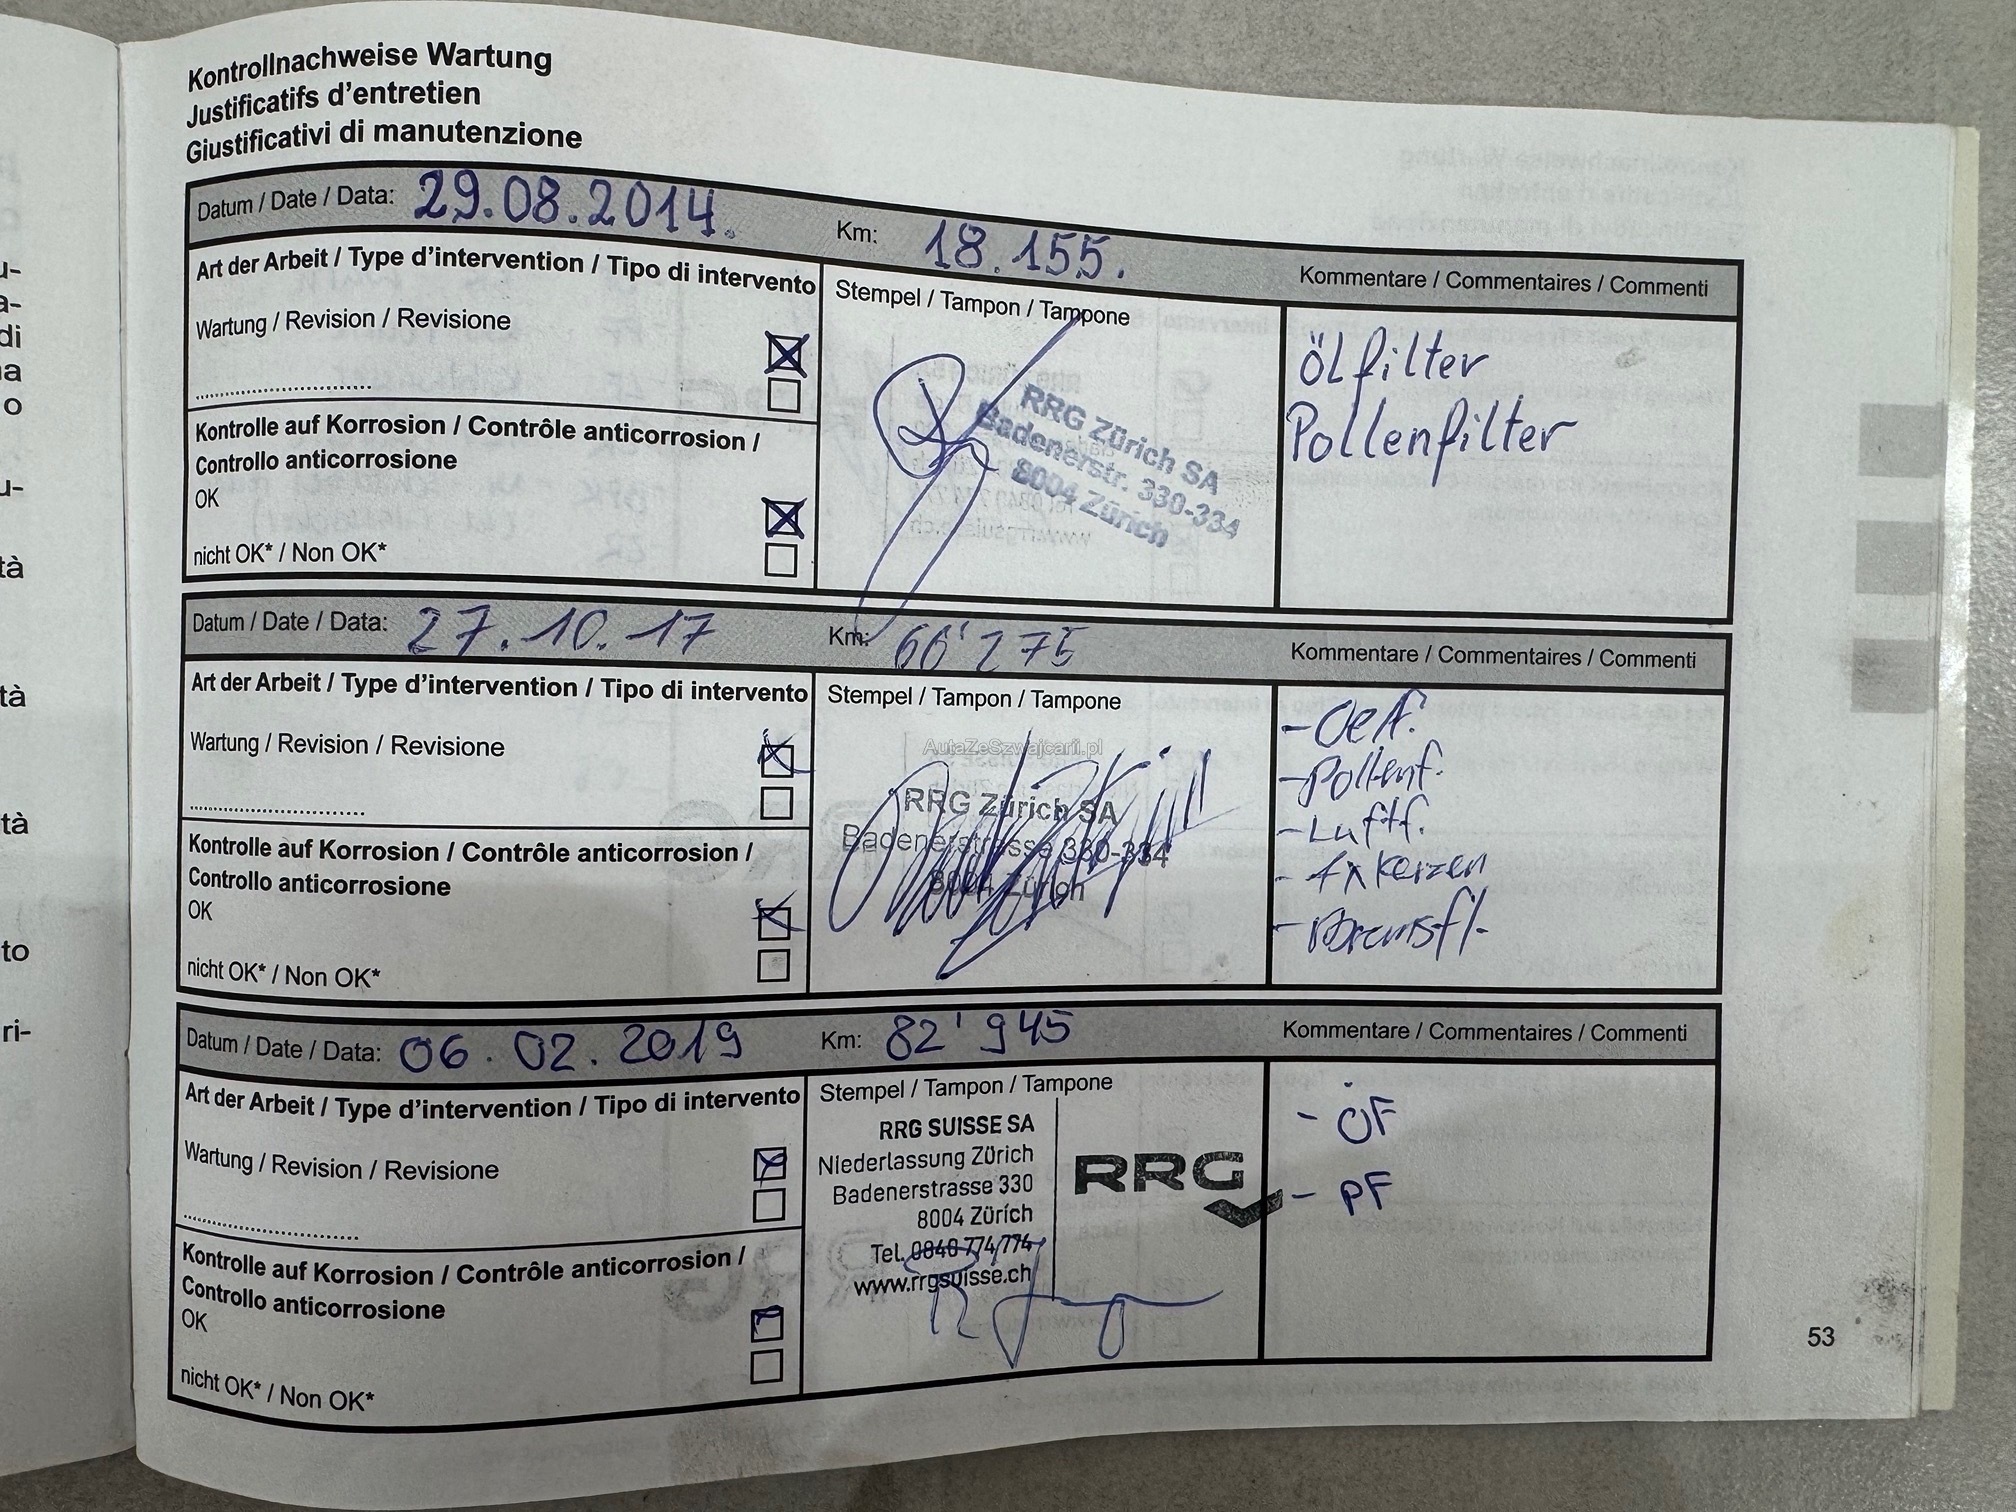 Kontrollnachweise Wartung
Justificatifs d'entretien
Giustificativi di manutenzione
Datum / Date / Data: 29.08.2014. Km: 18.155. Kommentare / Commentaires / Commenti
Art der Arbeit / Type d'intervention / Tipo di intervento
Wartung / Revision / Revisione
Kontrolle auf Korrosion / Contrôle anticorrosion /
Controllo anticorrosione
OK
nicht OK* / Non OK*
Stempel / Tampon / Tampone
RRG Zürich SA
Badenerstr. 330-334
8004 Zürich
Ölfilter
Pollenfilter
Datum / Date / Data: 27.10.17 Km: 66'275 Kommentare / Commentaires / Commenti
Art der Arbeit / Type d'intervention / Tipo di intervento
Wartung / Revision / Revisione
Kontrolle auf Korrosion / Contrôle anticorrosion /
Controllo anticorrosione
OK
nicht OK* / Non OK*
Stempel / Tampon / Tampone
AutaZeSzwajcarii.pl
RRG Zürich SA
Badenerstrasse 330-334
8004 Zürich
- Oelf.
- Pollenf.
- Luftf.
- 4x Kerzen
- Bremsfl.
Datum / Date / Data: 06.02.2019 Km: 82'945 Kommentare / Commentaires / Commenti
Art der Arbeit / Type d'intervention / Tipo di intervento
Wartung / Revision / Revisione
Kontrolle auf Korrosion / Contrôle anticorrosion /
Controllo anticorrosione
OK
nicht OK* / Non OK*
Stempel / Tampon / Tampone
RRG SUISSE SA
Niederlassung Zürich
Badenerstrasse 330
8004 Zürich
Tel. 0840 774 774
www.rrgsuisse.ch
RRG
- ÖF
- PF
53